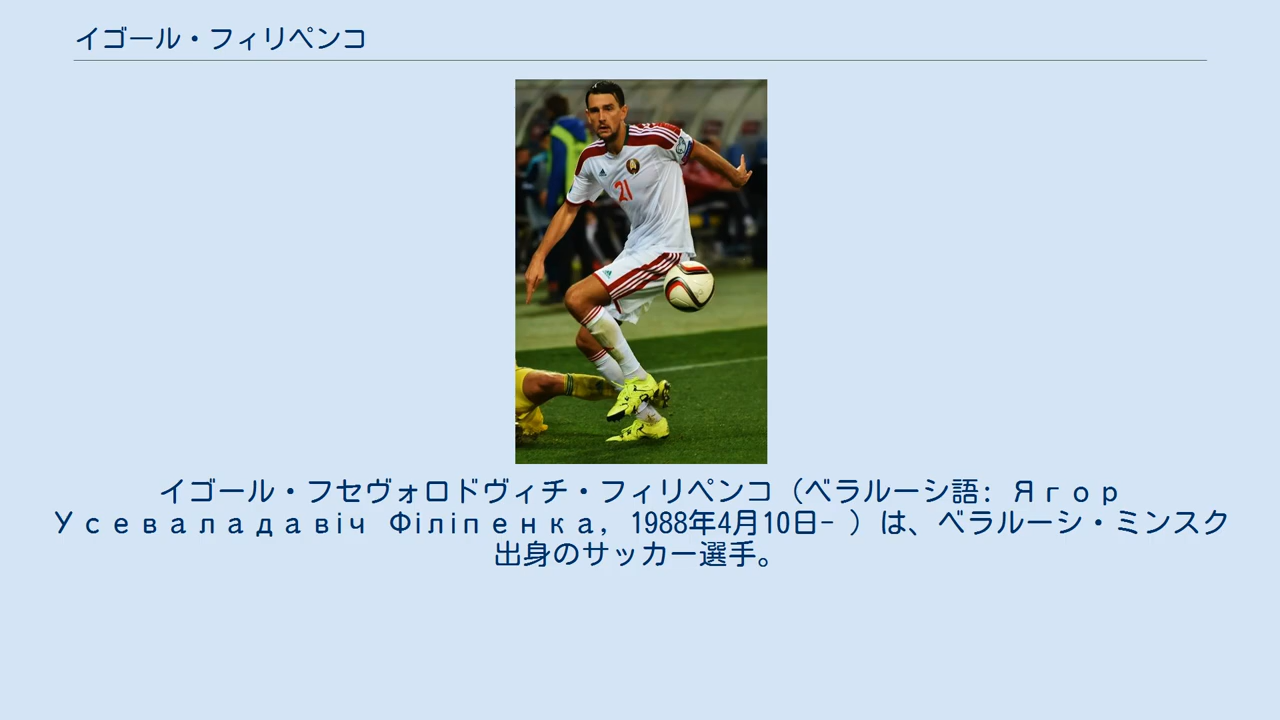 イゴール・フィリペンコ
21
イゴール・フセヴォロドヴィチ・フィリペンコ（ベラルーシ語: Ягор
Усеваладавіч Філіпенка, 1988年4月10日- ）は、ベラルーシ・ミンスク
出身のサッカー選手。